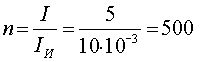 n = I / I_И = 5 / 10·10⁻³ = 500